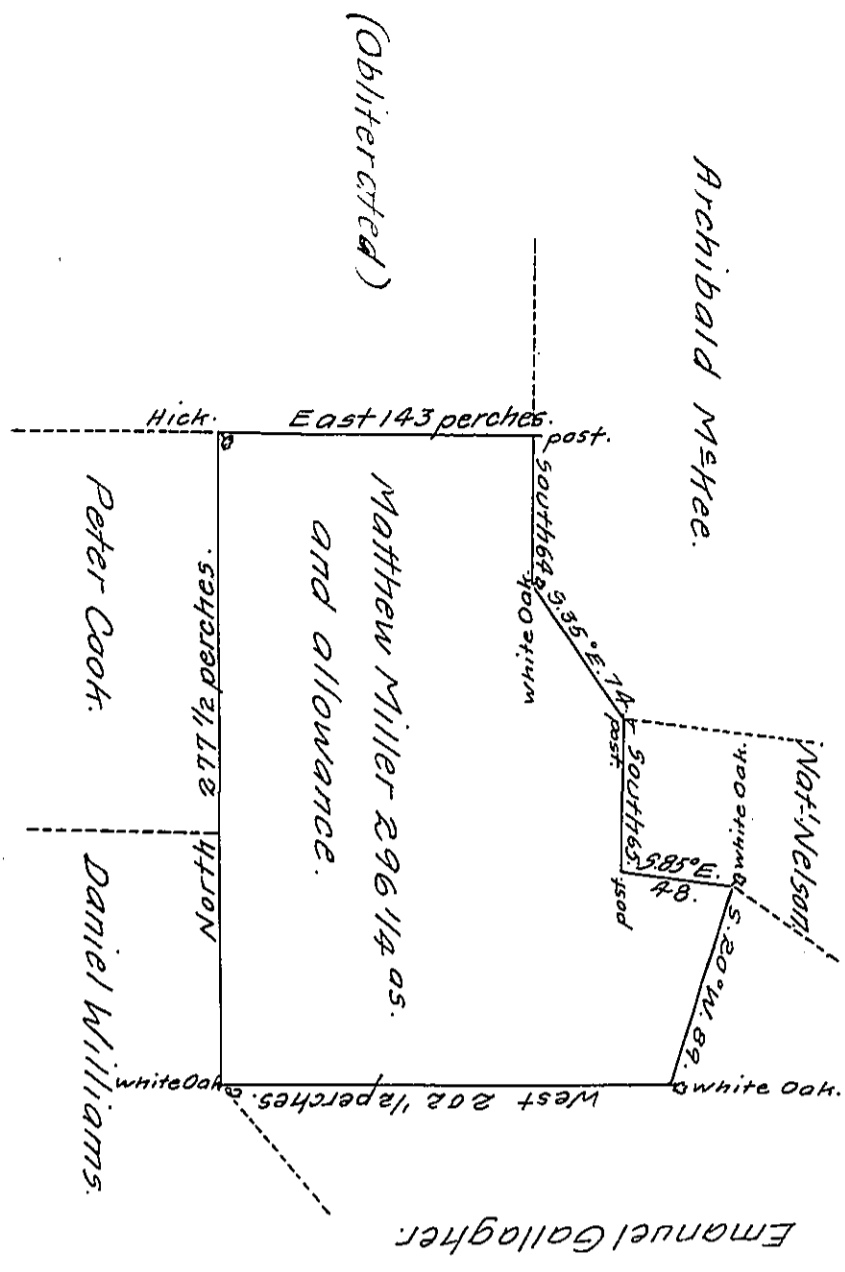 (Obliterated)
Archibald McKee.
Hick.
East 143 perches.
post.
South 64
white oak.
S. 35° E. 74.
post.
South 65
post
S. 85° E.
48.
white oak.
Nat. Nelson
S. 20° W. 89.
white oak.
West 202 1/2 perches.
white Oak
North 277 1/2 perches.
Matthew Miller 296 1/4 as.
and allowance.
Peter Cook.
Daniel Williams.
Emanuel Gallagher.